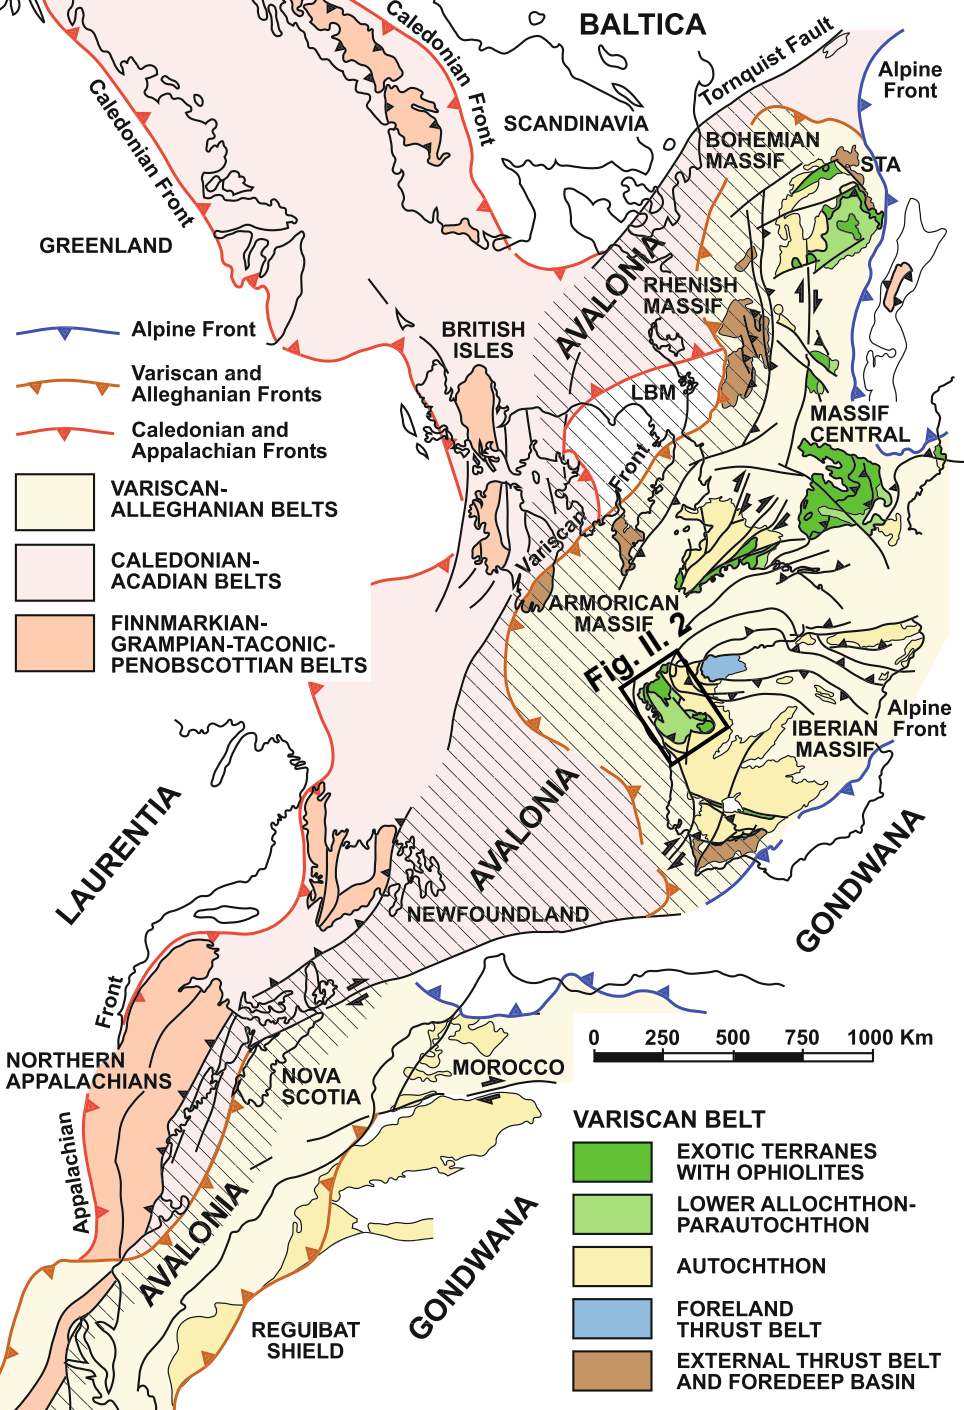 BALTICA
Caledonian Front
Tornquist Fault
Alpine
Front
Caledonian Front
SCANDINAVIA
BOHEMIAN
MASSIF
STA
GREENLAND
AVALONIA
RHENISH
MASSIF
Alpine Front
BRITISH
ISLES
Variscan and
Alleghanian Fronts
LBM
Caledonian and
Appalachian Fronts
MASSIF
CENTRAL
VARISCAN-
ALLEGHANIAN BELTS
Variscan Front
CALEDONIAN-
ACADIAN BELTS
ARMORICAN
MASSIF
FINNMARKIAN-
GRAMPIAN-TACONIC-
PENOBSCOTTIAN BELTS
Fig. II. 2
Alpine
Front
IBERIAN
MASSIF
LAURENTIA
AVALONIA
GONDWANA
NEWFOUNDLAND
Appalachian Front
NORTHERN
APPALACHIANS
NOVA
SCOTIA
MOROCCO
0 250 500 750 1000 Km
AVALONIA
GONDWANA
REGUIBAT
SHIELD
VARISCAN BELT
EXOTIC TERRANES
WITH OPHIOLITES
LOWER ALLOCHTHON-
PARAUTOCHTHON
AUTOCHTHON
FORELAND
THRUST BELT
EXTERNAL THRUST BELT
AND FOREDEEP BASIN